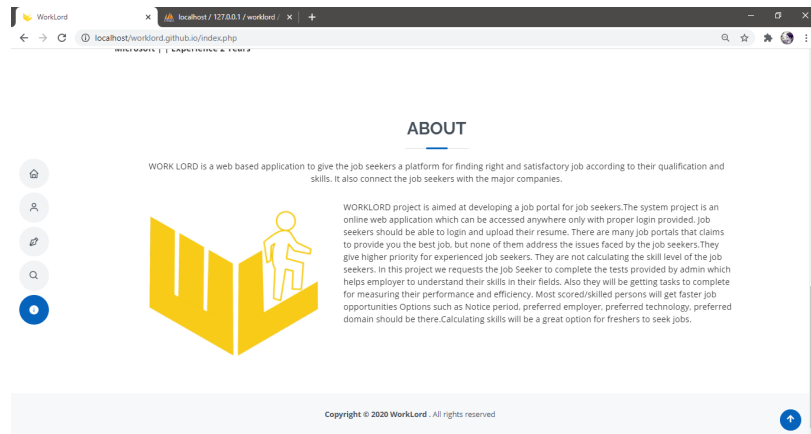 WorkLord
localhost / 127.0.0.1 / worklord /
localhost/worklord.github.io/index.php
Microsoft | | Experience 2 Years
ABOUT
WORK LORD is a web based application to give the job seekers a platform for finding right and satisfactory job according to their qualification and
skills. It also connect the job seekers with the major companies.
WORKLORD project is aimed at developing a job portal for job seekers.The system project is an
online web application which can be accessed anywhere only with proper login provided. Job
seekers should be able to login and upload their resume. There are many job portals that claims
to provide you the best job, but none of them address the issues faced by the job seekers.They
give higher priority for experienced job seekers. They are not calculating the skill level of the job
seekers. In this project we requests the Job Seeker to complete the tests provided by admin which
helps employer to understand their skills in their fields. Also they will be getting tasks to complete
for measuring their performance and efficiency. Most scored/skilled persons will get faster job
opportunities Options such as Notice period, preferred employer, preferred technology, preferred
domain should be there.Calculating skills will be a great option for freshers to seek jobs.
Copyright © 2020 WorkLord . All rights reserved